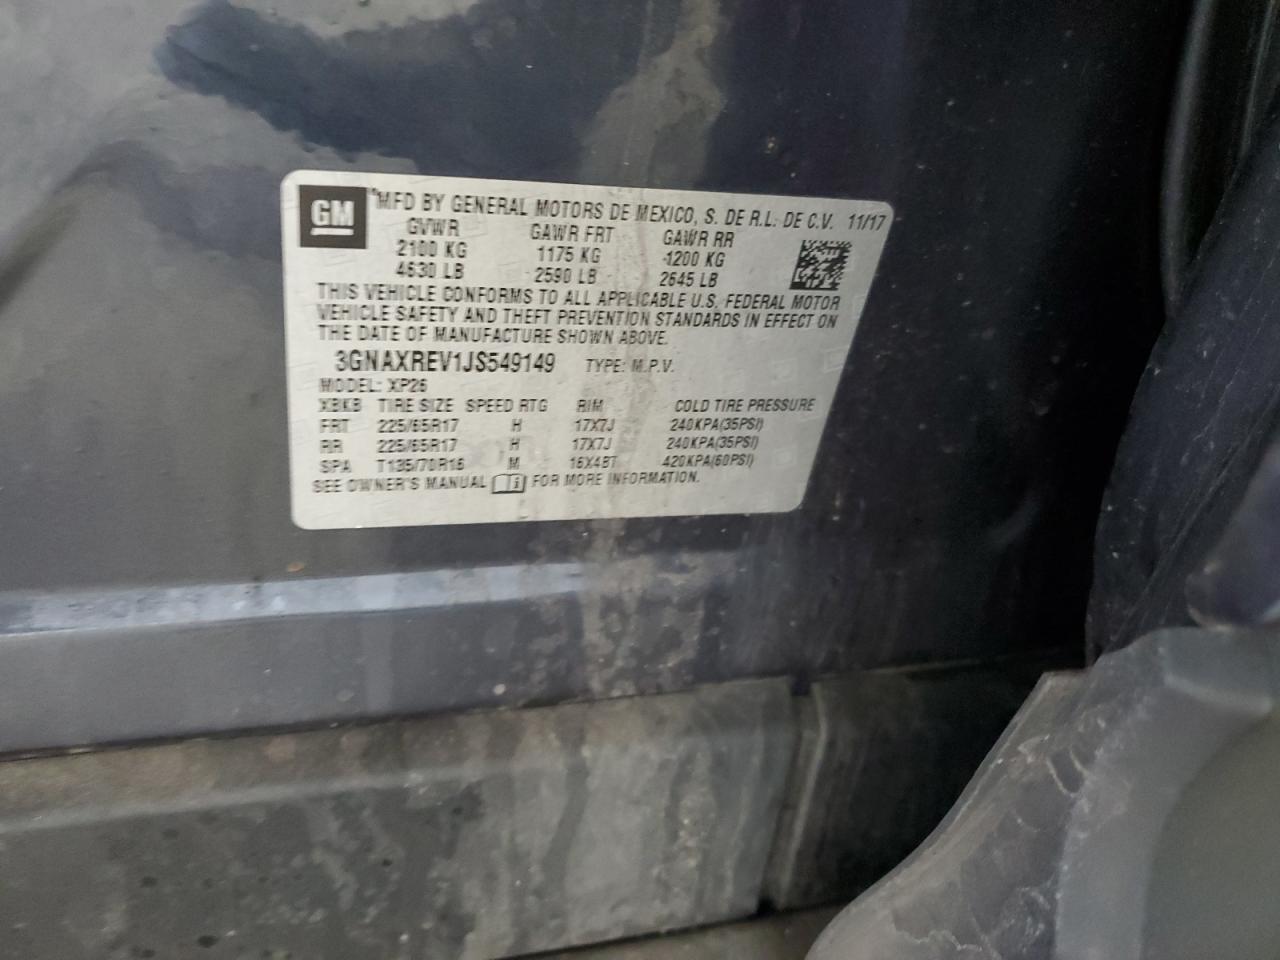 GM
MFD BY GENERAL MOTORS DE MEXICO, S. DE R.L. DE C.V. 11/17
GVWR GAWR FRT GAWR RR
2100 KG 1175 KG 1200 KG
4630 LB 2590 LB 2645 LB
THIS VEHICLE CONFORMS TO ALL APPLICABLE U.S. FEDERAL MOTOR
VEHICLE SAFETY AND THEFT PREVENTION STANDARDS IN EFFECT ON
THE DATE OF MANUFACTURE SHOWN ABOVE.
3GNAXREV1JS549149 TYPE: M.P.V.
MODEL: XP26
XBKB TIRE SIZE SPEED RTG RIM COLD TIRE PRESSURE
FRT 225/65R17 H 17X7J 240KPA(35PSI)
RR 225/65R17 H 17X7J 240KPA(35PSI)
SPA T135/70R16 M 16X4BT 420KPA(60PSI)
SEE OWNER'S MANUAL FOR MORE INFORMATION.